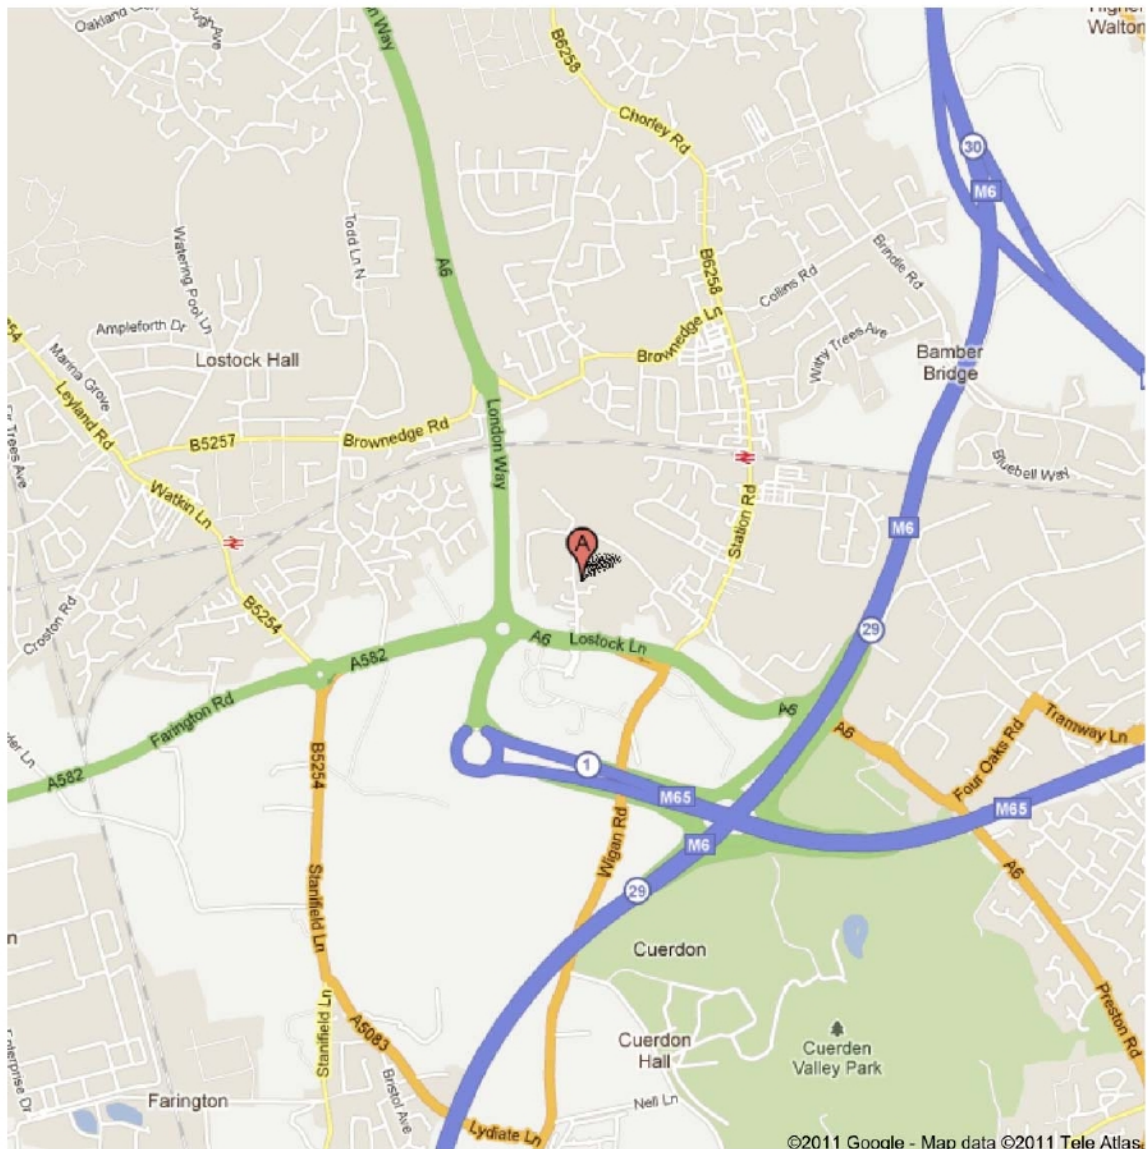 Oakland
Higher
Walton
B6258
Chorley Rd
30
M6
Watering Pool Ln
Todd Ln N
A6
B6258
Brindle Rd
Collins Rd
Ampleforth Dr
Marina Grove
Lostock Hall
Brownedge Ln
Withy Trees Ave
Bamber
Bridge
Leyland Rd
B5257
Brownedge Rd
London Way
Bluebell Way
Watkin Ln
Station Rd
M6
A
B5254
Croston Rd
29
A582
A6
Lostock Ln
Farington Rd
A6
A6
Tramway Ln
Four Oaks Rd
A582
B5254
1
M65
M65
Wigan Rd
M6
A6
29
Stanifield Ln
Cuerdon
Stanifield Ln
A5083
Preston Rd
Cuerdon
Hall
Cuerden
Valley Park
Enterprise Dr
Bristol Ave
Farington
Nell Ln
Lydiate Ln
©2011 Google - Map data ©2011 Tele Atlas